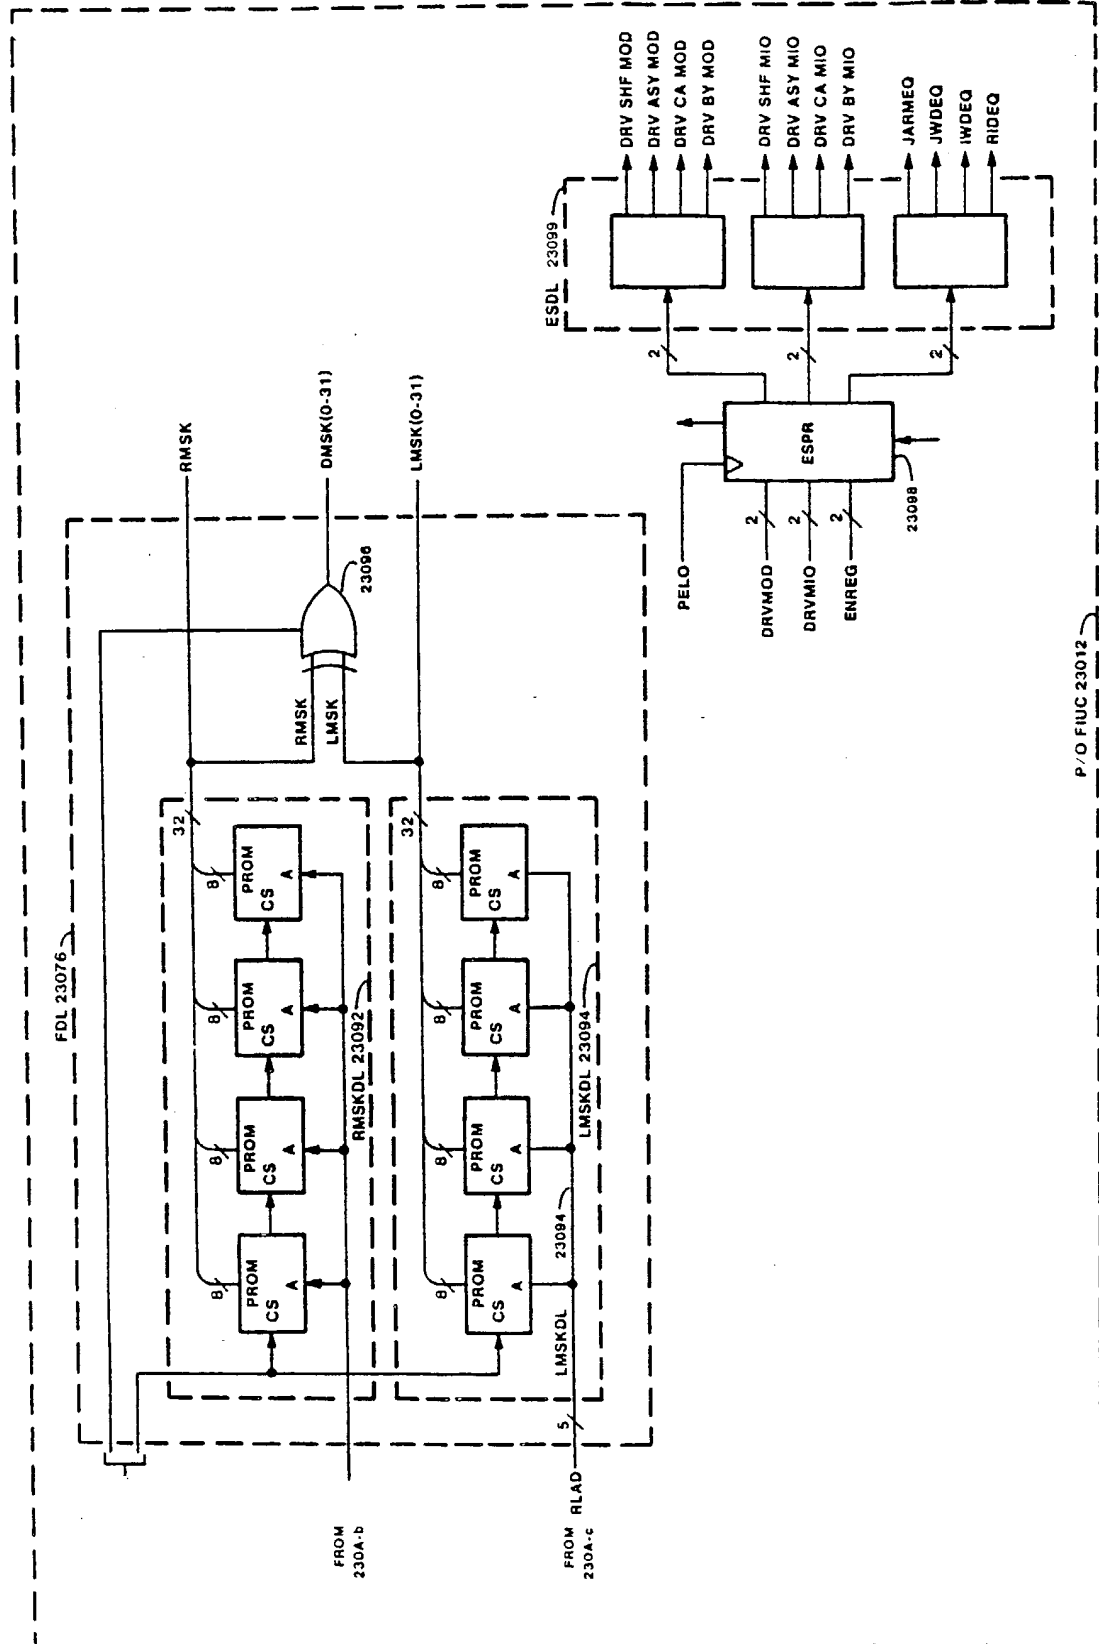 FDL 23076
32
8
PROM
CS
A
8
PROM
CS
A
8
PROM
CS
A
8
PROM
CS
A
RMSKDL 23092
32
8
PROM
CS
A
8
PROM
CS
A
8
PROM
CS
A
8
PROM
CS
A
LMSKDL
23094
LMSKDL 23094
5
RLAD
FROM
230A-b
FROM
230A-c
RMSK
LMSK
23096
RMSK
DMSK(0-31)
LMSK(0-31)
PELO
DRVMOD
2
DRVMIO
2
ENREG
2
ESPR
23098
2
2
2
ESDL 23099
DRV SHF MOD
DRV ASY MOD
DRV CA MOD
DRV BY MOD
DRV SHF MIO
DRV ASY MIO
DRV CA MIO
DRV BY MIO
JARMEQ
JWDEQ
IWDEQ
RIDEQ
P/O FIUC 23012